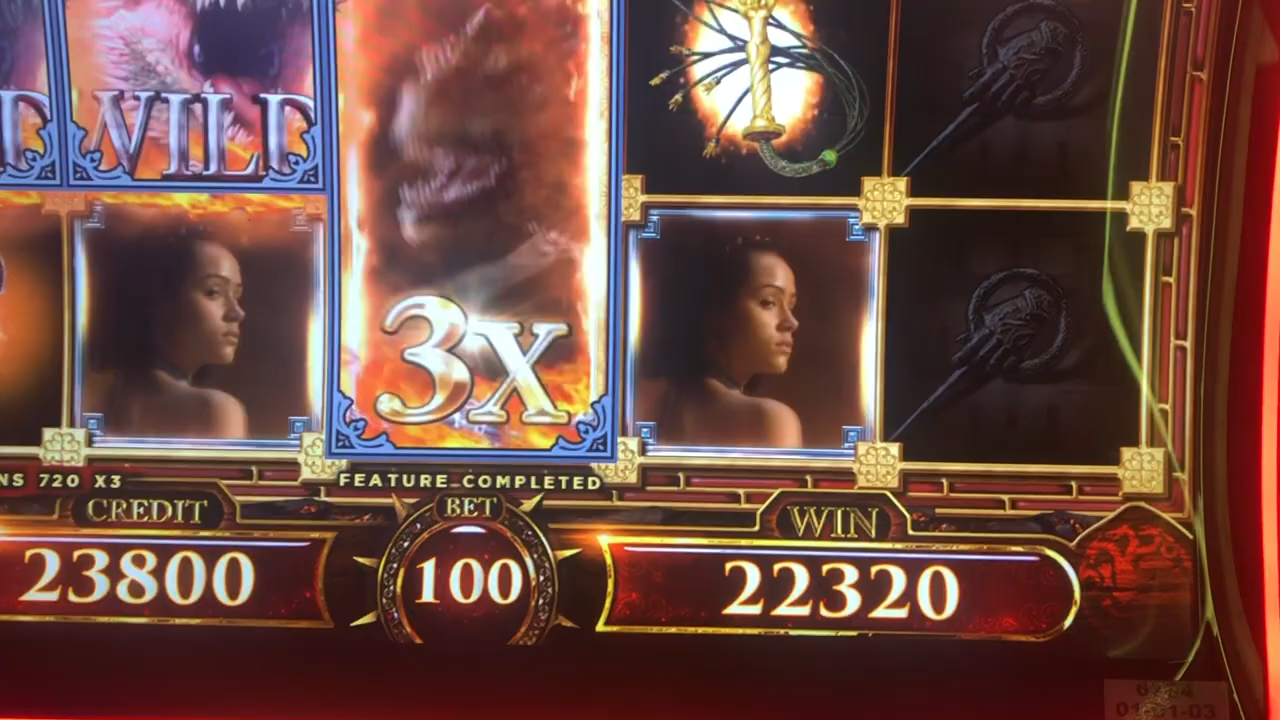 WILD
3x
NS 720 X3
FEATURE COMPLETED
CREDIT
BET
WIN
23800
100
22320